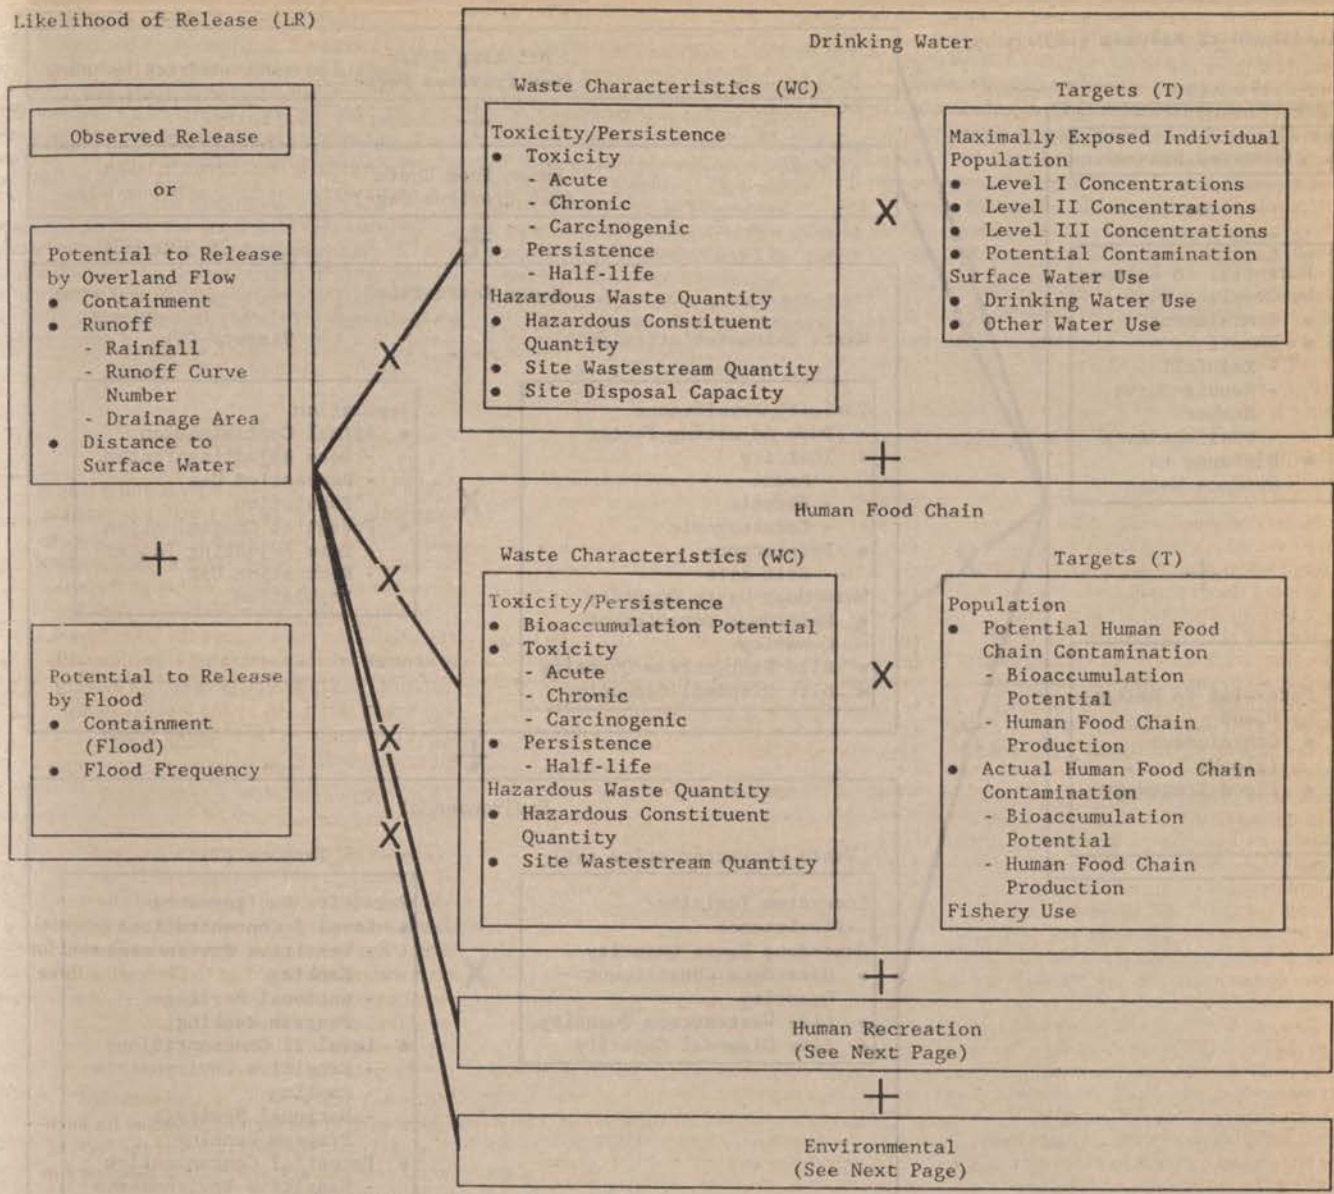 Likelihood of Release (LR)
Observed Release
or
Potential to Release
by Overland Flow
● Containment
● Runoff
- Rainfall
- Runoff Curve
Number
- Drainage Area
● Distance to
Surface Water
+
Potential to Release
by Flood
● Containment
(Flood)
● Flood Frequency
X
X
X
X
Drinking Water
Waste Characteristics (WC)
Toxicity/Persistence
● Toxicity
- Acute
- Chronic
- Carcinogenic
● Persistence
- Half-life
Hazardous Waste Quantity
● Hazardous Constituent
Quantity
● Site Wastestream Quantity
● Site Disposal Capacity
X
Targets (T)
Maximally Exposed Individual
Population
● Level I Concentrations
● Level II Concentrations
● Level III Concentrations
● Potential Contamination
Surface Water Use
● Drinking Water Use
● Other Water Use
+
Human Food Chain
Waste Characteristics (WC)
Toxicity/Persistence
● Bioaccumulation Potential
● Toxicity
- Acute
- Chronic
- Carcinogenic
● Persistence
- Half-life
Hazardous Waste Quantity
● Hazardous Constituent
Quantity
● Site Wastestream Quantity
X
Targets (T)
Population
● Potential Human Food
Chain Contamination
- Bioaccumulation
Potential
- Human Food Chain
Production
● Actual Human Food Chain
Contamination
- Bioaccumulation
Potential
- Human Food Chain
Production
Fishery Use
+
Human Recreation
(See Next Page)
+
Environmental
(See Next Page)